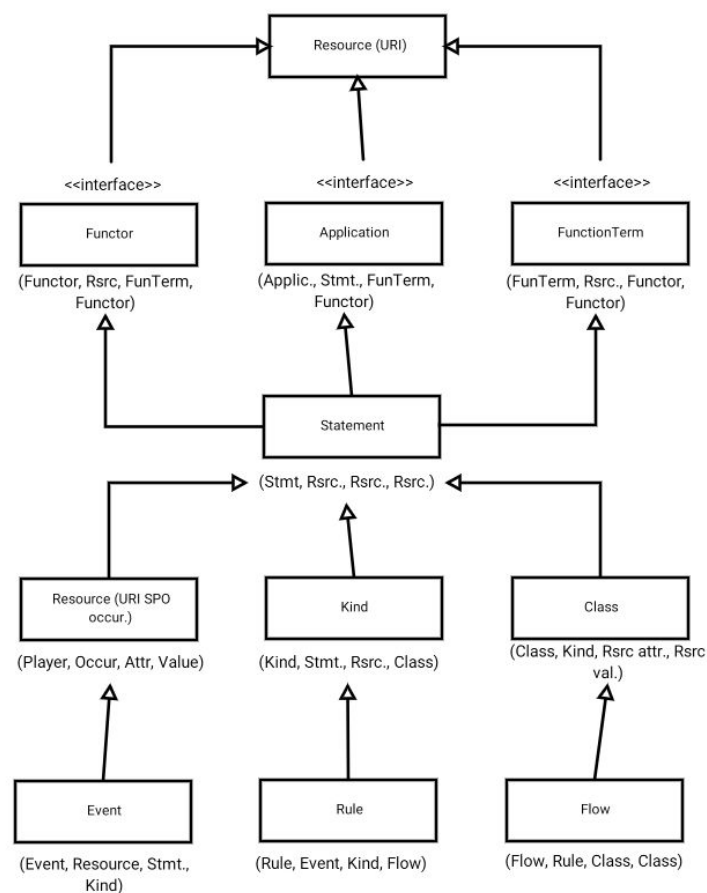 Resource (URI)
<<interface>>
<<interface>>
<<interface>>
Functor
Application
FunctionTerm
(Functor, Rsrc, FunTerm,
Functor)
(Applic., Stmt., FunTerm,
Functor)
(FunTerm, Rsrc., Functor,
Functor)
Statement
(Stmt, Rsrc., Rsrc., Rsrc.)
Resource (URI SPO
occur.)
Kind
Class
(Player, Occur, Attr, Value)
(Kind, Stmt., Rsrc., Class)
(Class, Kind, Rsrc attr., Rsrc
val.)
Event
Rule
Flow
(Event, Resource, Stmt.,
Kind)
(Rule, Event, Kind, Flow)
(Flow, Rule, Class, Class)